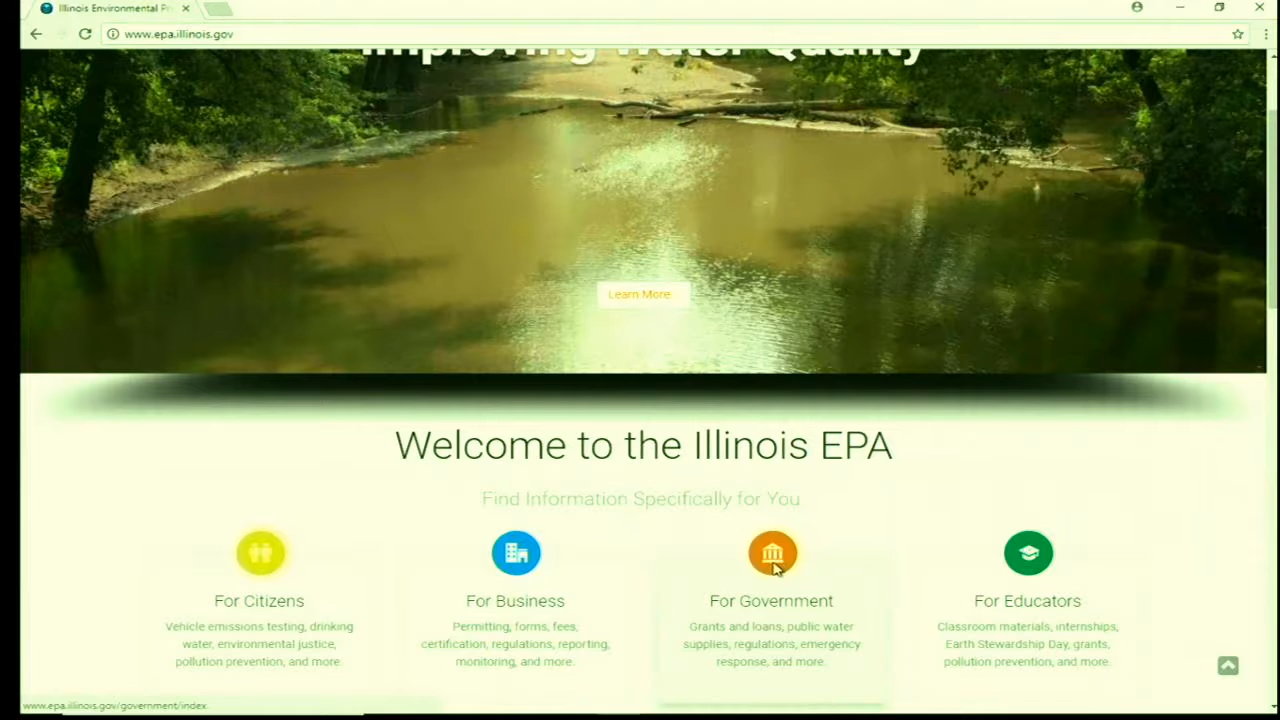 Illinois Environmental Pr
www.epa.illinois.gov
Improving Water Quality
Learn More
Welcome to the Illinois EPA
Find Information Specifically for You
For Citizens
Vehicle emissions testing, drinking
water, environmental justice,
pollution prevention, and more.
For Business
Permitting, forms, fees,
certification, regulations, reporting,
monitoring, and more.
For Government
Grants and loans, public water
supplies, regulations, emergency
response, and more.
For Educators
Classroom materials, internships,
Earth Stewardship Day, grants,
pollution prevention, and more.
www.epa.illinois.gov/government/index